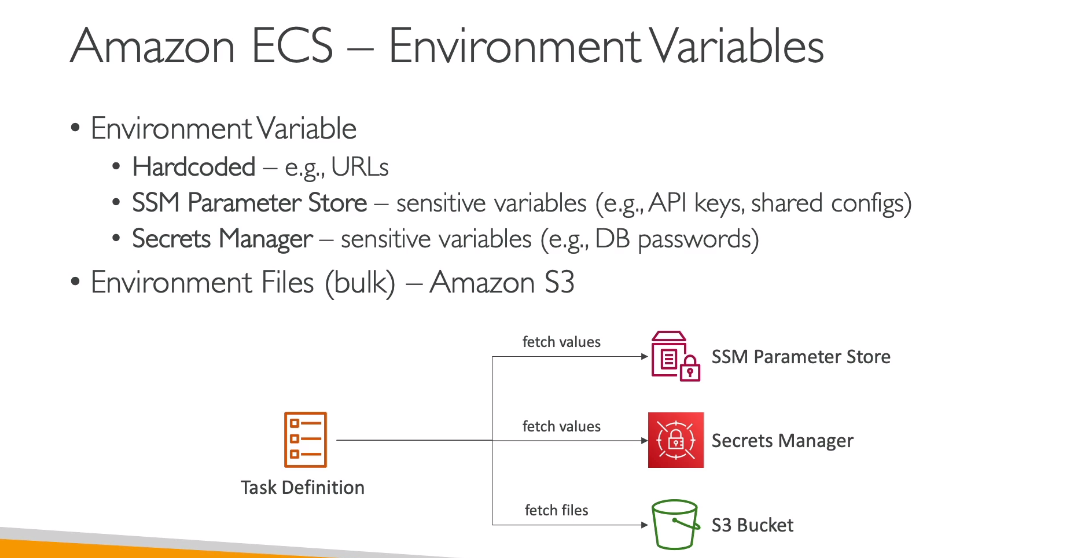 Amazon ECS – Environment Variables
• Environment Variable
• Hardcoded – e.g., URLs
• SSM Parameter Store – sensitive variables (e.g., API keys, shared configs)
• Secrets Manager – sensitive variables (e.g., DB passwords)
• Environment Files (bulk) – Amazon S3
fetch values
SSM Parameter Store
fetch values
Secrets Manager
Task Definition
fetch files
S3 Bucket